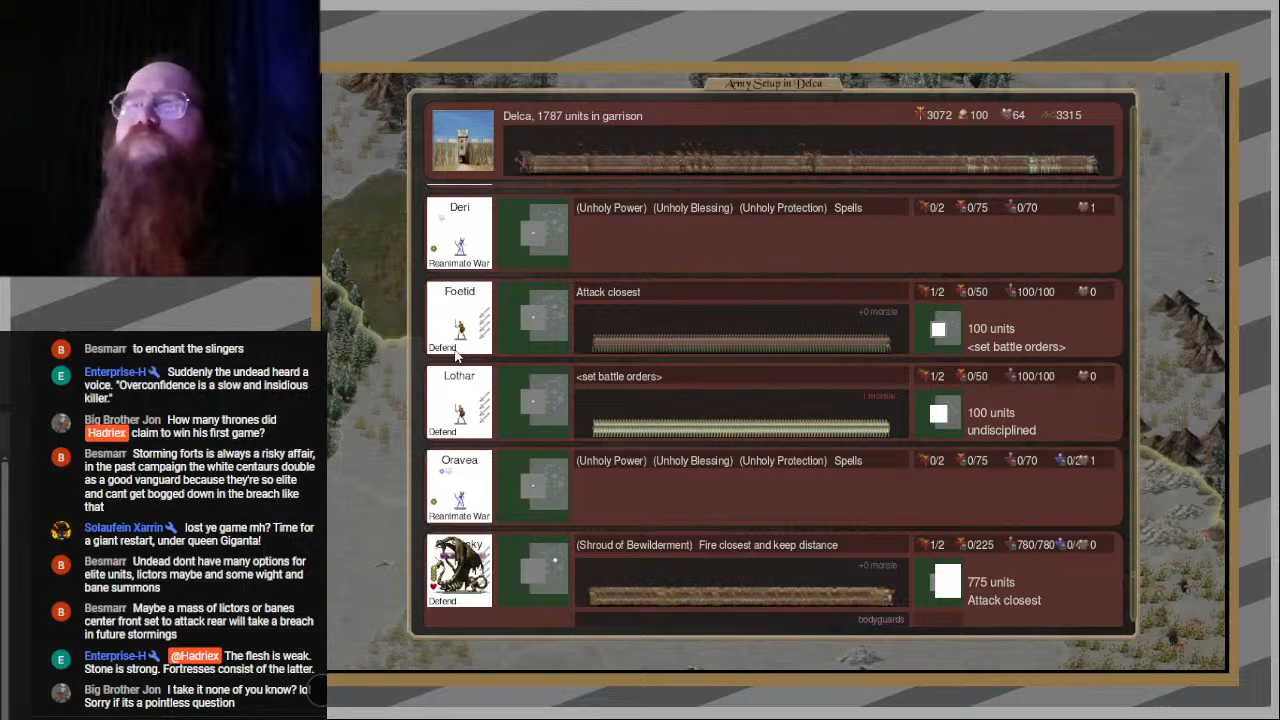 Army Setup in Delca
Delca, 1787 units in garrison
3072 100 64 3315
Deri
(Unholy Power) (Unholy Blessing) (Unholy Protection) Spells
0/2 0/75 0/70 1
Reanimate War
Foetid
Attack closest
1/2 0/50 100/100 0
+0 morale
100 units
<set battle orders>
Defend
Lothar
<set battle orders>
1/2 0/50 100/100 0
1 morale
100 units
undisciplined
Defend
Oravea
(Unholy Power) (Unholy Blessing) (Unholy Protection) Spells
0/2 0/75 0/70 1
Reanimate War
(Shroud of Bewilderment) Fire closest and keep distance
1/2 0/225 780/780 0
+0 morale
775 units
Attack closest
Defend
bodyguards
B Besmarr to enchant the slingers
E Enterprise-H Suddenly the undead heard a
voice. "Overconfidence is a slow and insidious
killer."
Big Brother Jon How many thrones did
Hadriex claim to win his first game?
B Besmarr Storming forts is always a risky affair,
in the past campaign the white centaurs double
as a good vanguard because they're so elite
and cant get bogged down in the breach like
that
Solaufein Xarrin lost ye game mh? Time for
a giant restart, under queen Giganta!
B Besmarr Undead dont have many options for
elite units, lictors maybe and some wight and
bane summons
B Besmarr Maybe a mass of lictors or banes
center front set to attack rear will take a breach
in future stormings
E Enterprise-H @Hadriex The flesh is weak.
Stone is strong. Fortresses consist of the latter.
Big Brother Jon I take it none of you know? lol
Sorry if its a pointless question